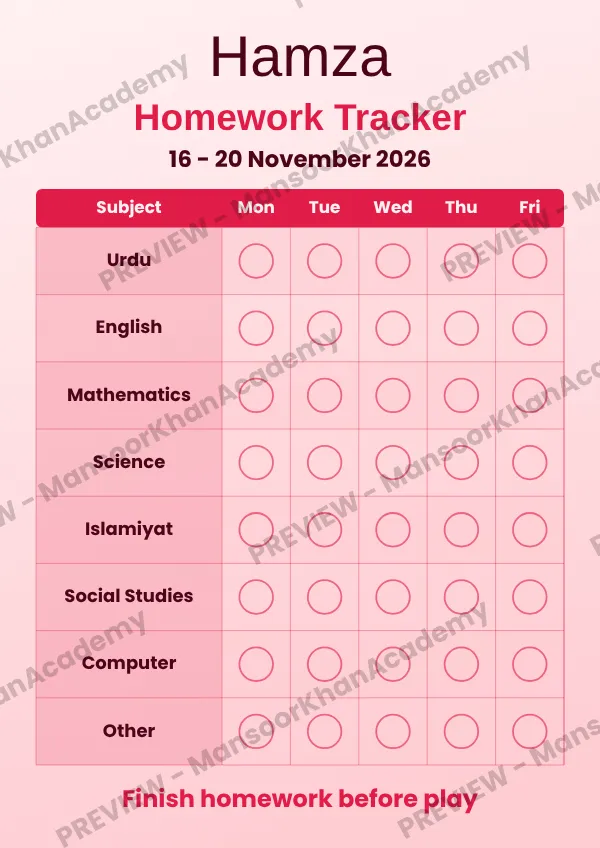 Hamza
Homework Tracker
16 - 20 November 2026
Subject Mon Tue Wed Thu Fri
Urdu
English
Mathematics
Science
Islamiyat
Social Studies
Computer
Other
Finish homework before play
PREVIEW - MansoorKhanAcademy